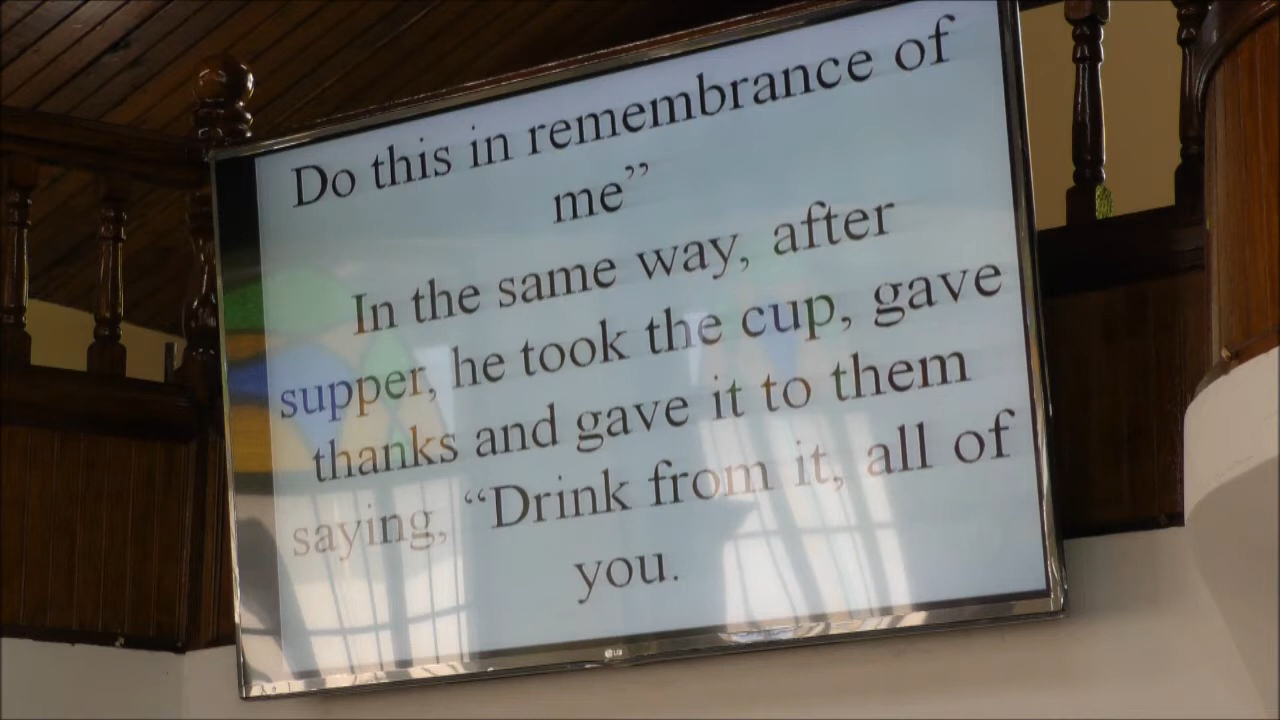 Do this in remembrance of
me”
In the same way, after
supper, he took the cup, gave
thanks and gave it to them
saying, “Drink from it, all of
you.
LG